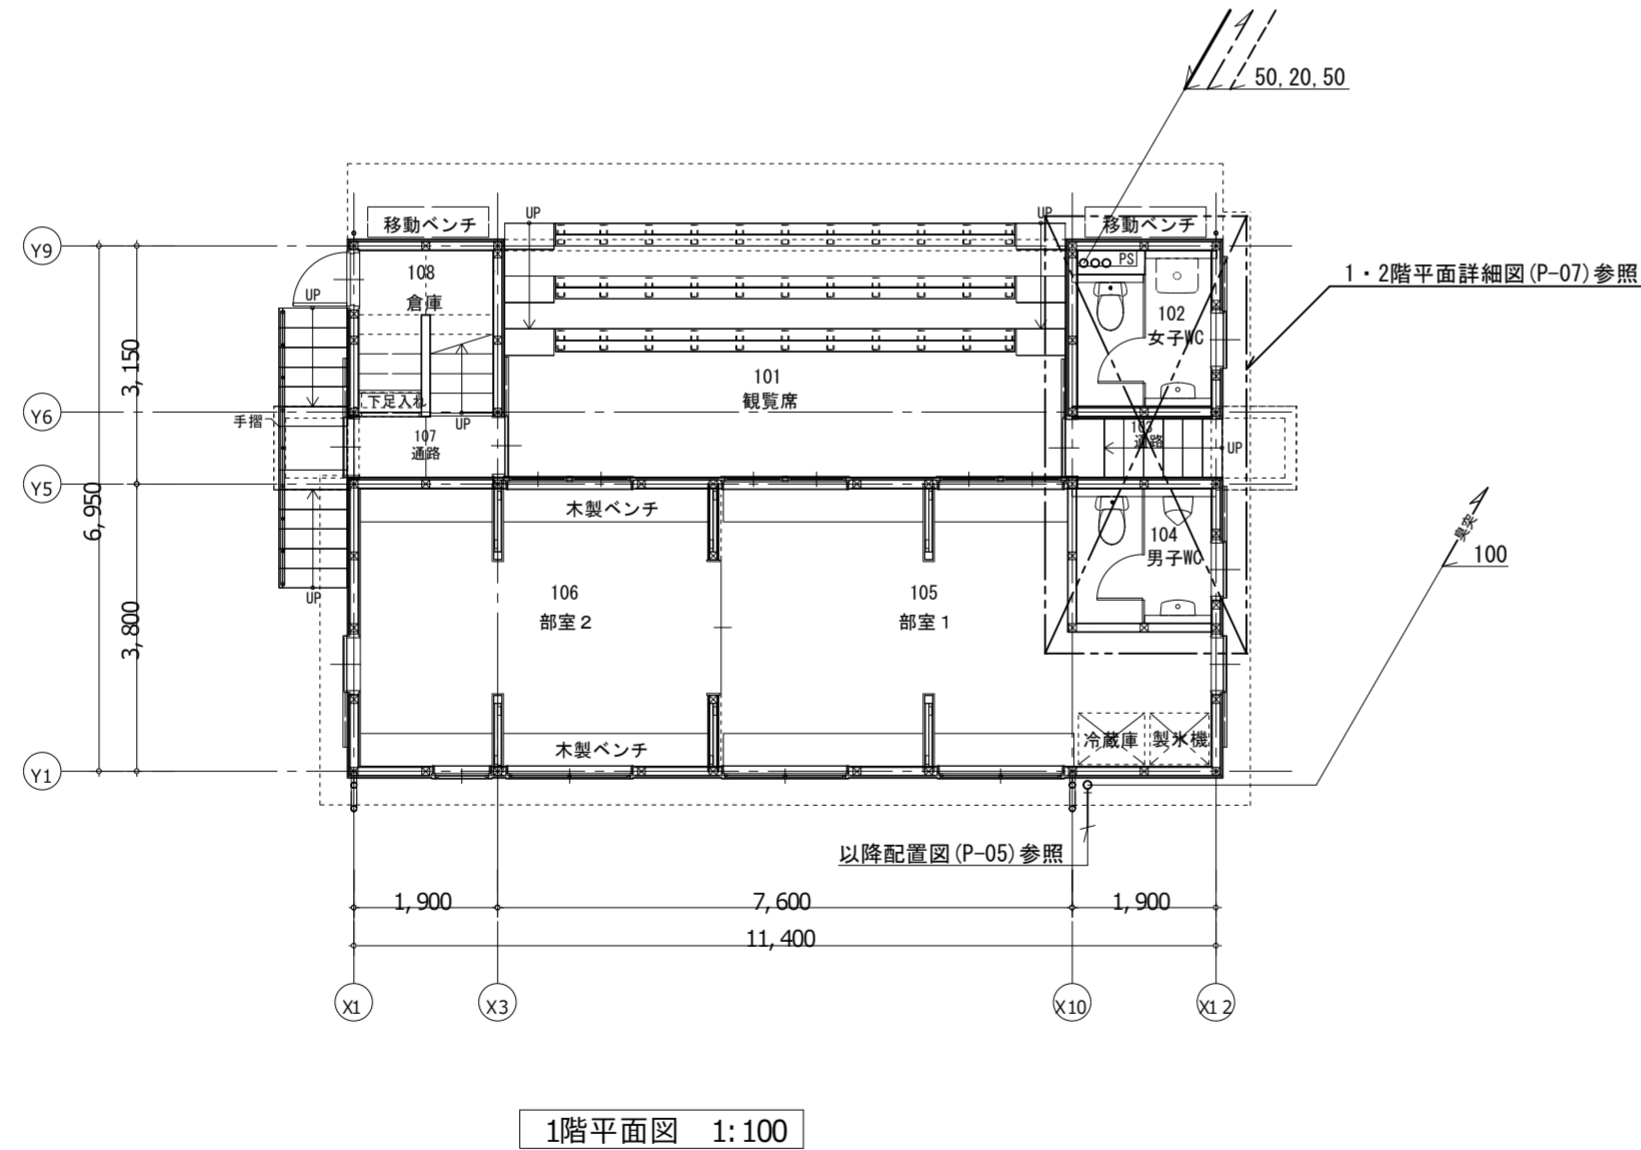 50,20,50
移動ベンチ
UP
UP
移動ベンチ
Y9
108
倉庫
PS
102
女子WC
1・2階平面詳細図(P-07)参照
UP
3,150
101
観覧席
下足入れ
Y6
手摺
107
通路
UP
103
通路
UP
Y5
6,950
木製ベンチ
104
男子WC
臭突
100
106
部室2
105
部室1
UP
3,800
木製ベンチ
冷蔵庫
製氷機
Y1
以降配置図(P-05)参照
1,900
7,600
1,900
11,400
X1
X3
X10
X12
1階平面図 1:100